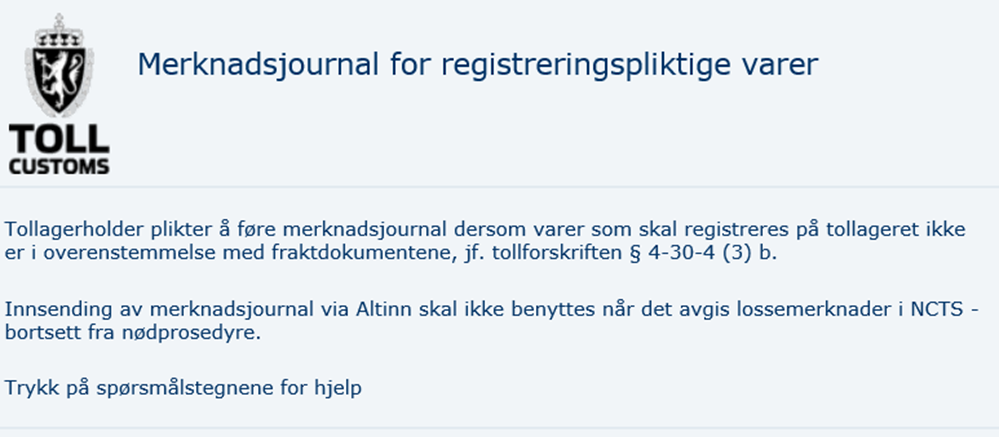 Merknadsjournal for registreringspliktige varer
TOLL
CUSTOMS
Tollagerholder plikter å føre merknadsjournal dersom varer som skal registreres på tollageret ikke
er i overenstemmelse med fraktdokumentene, jf. tollforskriften § 4-30-4 (3) b.
Innsending av merknadsjournal via Altinn skal ikke benyttes når det avgis lossemerknader i NCTS -
bortsett fra nødprosedyre.
Trykk på spørsmålstegnene for hjelp